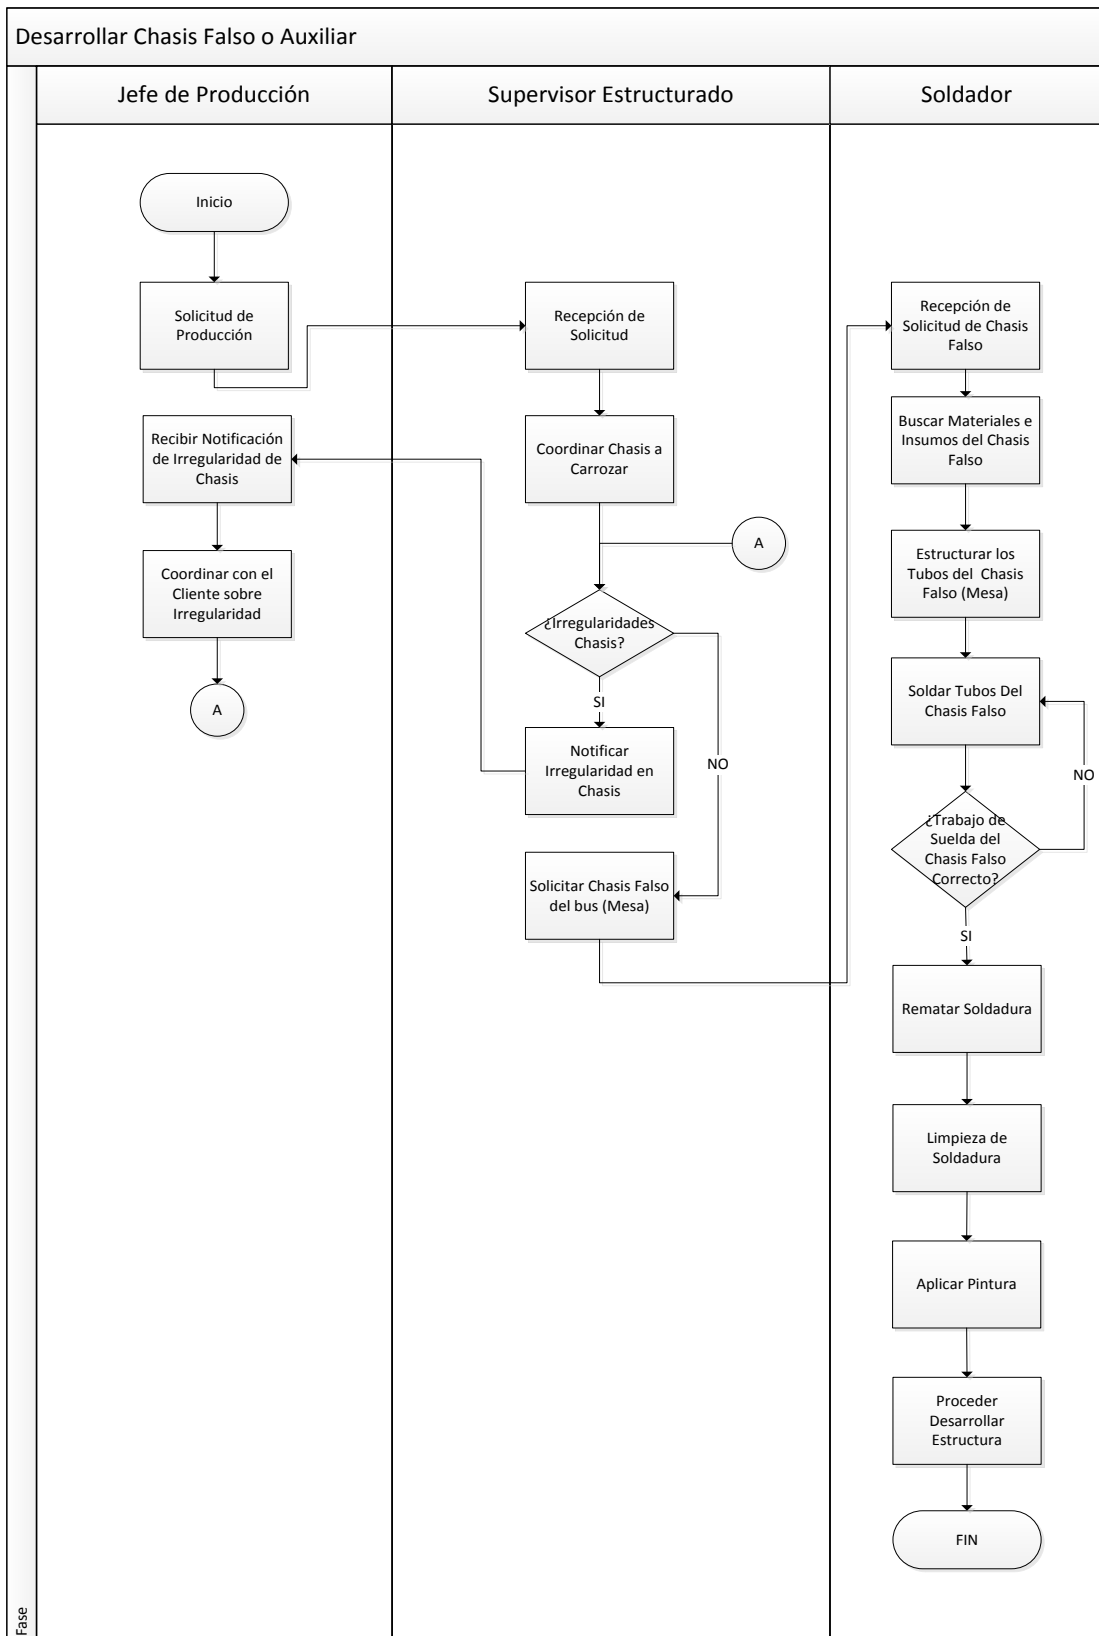 Desarrollar Chasis Falso o Auxiliar
Jefe de Producción
Supervisor Estructurado
Soldador
Inicio
Solicitud de
Producción
Recibir Notificación
de Irregularidad de
Chasis
Coordinar con el
Cliente sobre
Irregularidad
A
Recepción de
Solicitud
Coordinar Chasis a
Carrozar
A
¿Irregularidades
Chasis?
SI
NO
Notificar
Irregularidad en
Chasis
Solicitar Chasis Falso
del bus (Mesa)
Recepción de
Solicitud de Chasis
Falso
Buscar Materiales e
Insumos del Chasis
Falso
Estructurar los
Tubos del Chasis
Falso (Mesa)
Soldar Tubos Del
Chasis Falso
NO
¿Trabajo de
Suelda del
Chasis Falso
Correcto?
SI
Rematar Soldadura
Limpieza de
Soldadura
Aplicar Pintura
Proceder
Desarrollar
Estructura
FIN
Fase